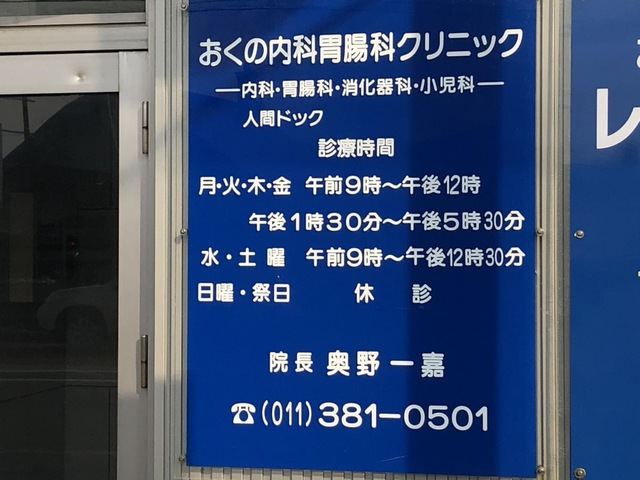 おくの内科胃腸科クリニック
―内科・胃腸科・消化器科・小児科―
人間ドック
診療時間
月・火・木・金 午前9時〜午後12時
午後1時30分〜午後5時30分
水・土曜 午前9時〜午後12時30分
日曜・祭日 休診
院長 奥野一嘉
☎(011)381-0501
レ